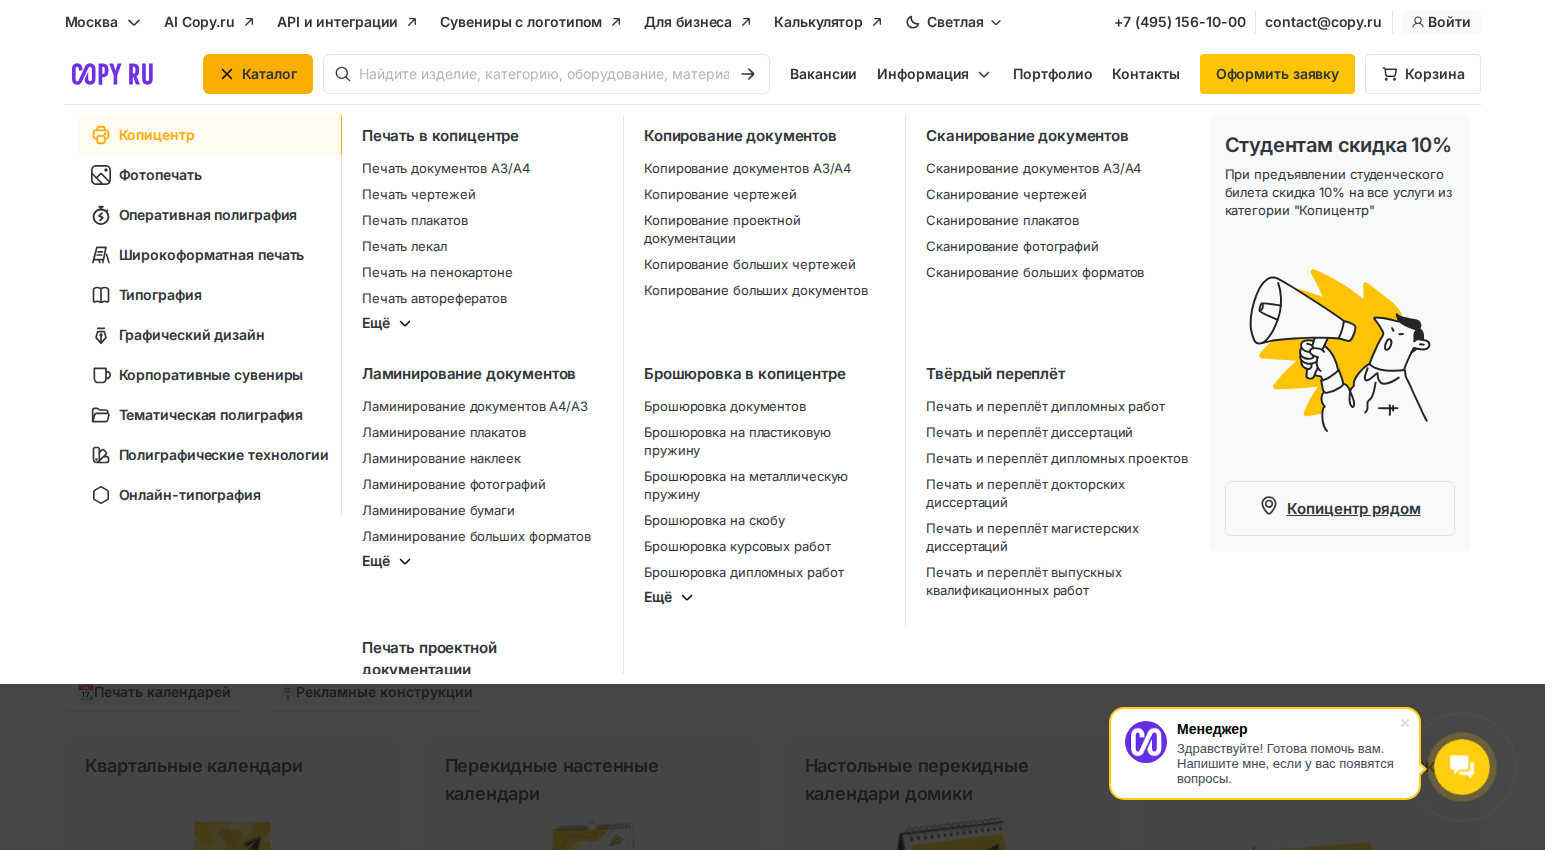 Москва
AI Copy.ru
API и интеграции
Сувениры с логотипом
Для бизнеса
Калькулятор
Светлая
+7 (495) 156-10-00
contact@copy.ru
Войти
COPY RU
Каталог
Найдите изделие, категорию, оборудование, материа
Вакансии
Информация
Портфолио
Контакты
Оформить заявку
Корзина
Копицентр
Фотопечать
Оперативная полиграфия
Широкоформатная печать
Типография
Графический дизайн
Корпоративные сувениры
Тематическая полиграфия
Полиграфические технологии
Онлайн-типография
Печать в копицентре
Печать документов А3/А4
Печать чертежей
Печать плакатов
Печать лекал
Печать на пенокартоне
Печать авторефератов
Ещё
Копирование документов
Копирование документов А3/А4
Копирование чертежей
Копирование проектной
документации
Копирование больших чертежей
Копирование больших документов
Сканирование документов
Сканирование документов А3/А4
Сканирование чертежей
Сканирование плакатов
Сканирование фотографий
Сканирование больших форматов
Ламинирование документов
Ламинирование документов А4/А3
Ламинирование плакатов
Ламинирование наклеек
Ламинирование фотографий
Ламинирование бумаги
Ламинирование больших форматов
Ещё
Брошюровка в копицентре
Брошюровка документов
Брошюровка на пластиковую
пружину
Брошюровка на металлическую
пружину
Брошюровка на скобу
Брошюровка курсовых работ
Брошюровка дипломных работ
Ещё
Твёрдый переплёт
Печать и переплёт дипломных работ
Печать и переплёт диссертаций
Печать и переплёт дипломных проектов
Печать и переплёт докторских
диссертаций
Печать и переплёт магистерских
диссертаций
Печать и переплёт выпускных
квалификационных работ
Печать проектной
документации
Студентам скидка 10%
При предъявлении студенческого
билета скидка 10% на все услуги из
категории "Копицентр"
Копицентр рядом
Печать календарей
Рекламные конструкции
Квартальные календари
Перекидные настенные
календари
Настольные перекидные
календари домики
Менеджер
Здравствуйте! Готова помочь вам.
Напишите мне, если у вас появятся
вопросы.